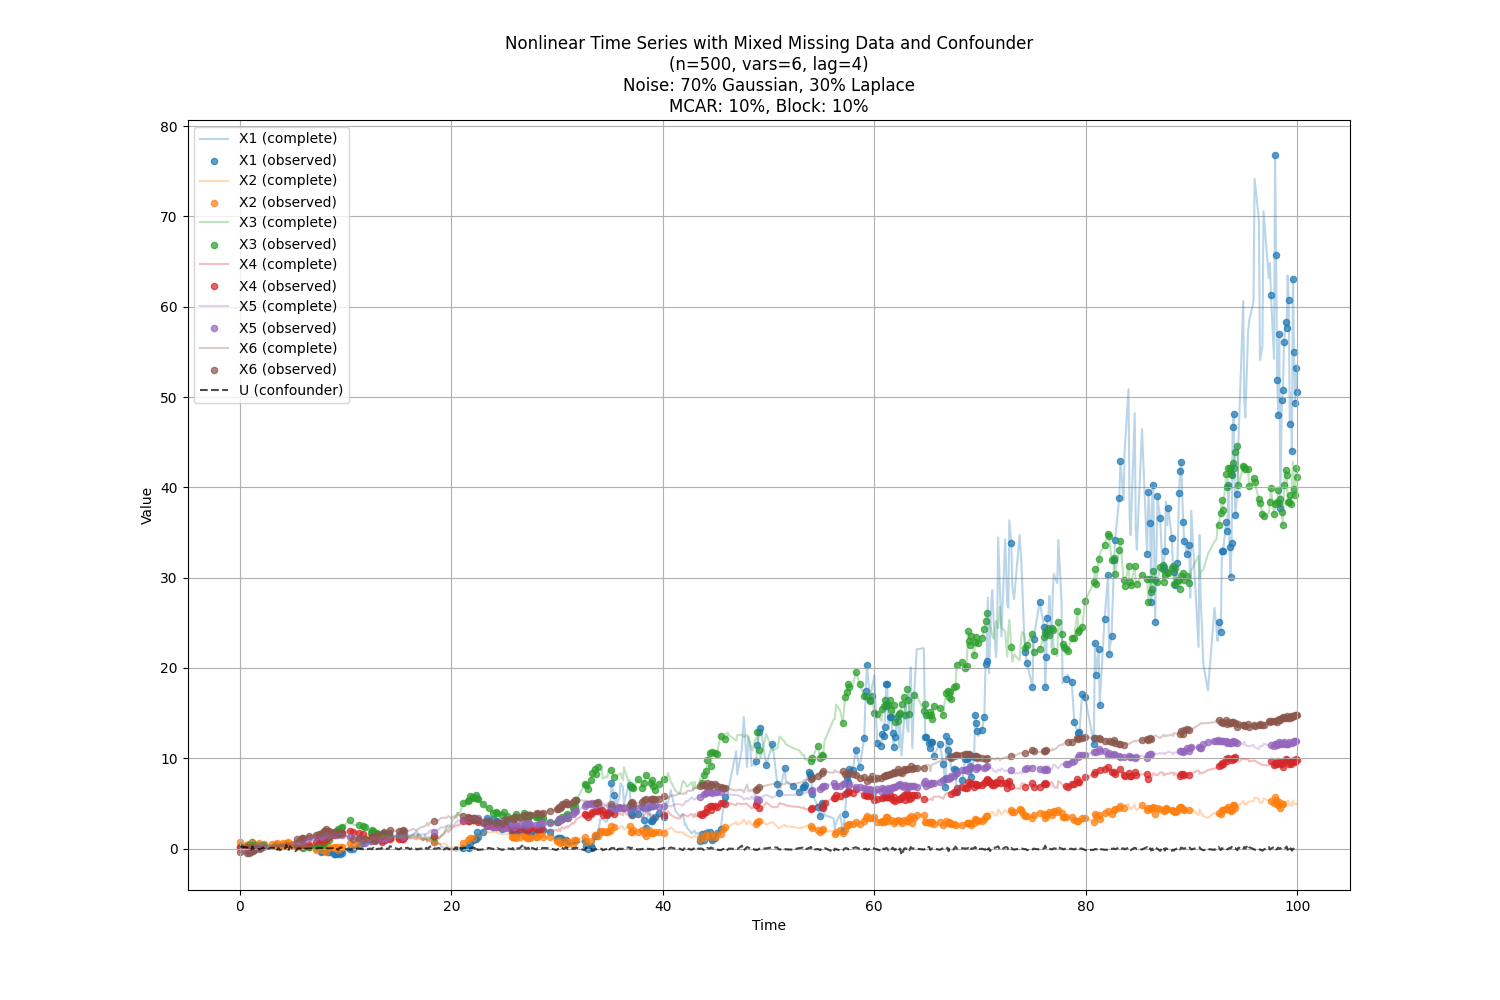 Nonlinear Time Series with Mixed Missing Data and Confounder
(n=500, vars=6, lag=4)
Noise: 70% Gaussian, 30% Laplace
MCAR: 10%, Block: 10%
80
70
60
50
40
30
20
10
0
Value
X1 (complete)
X1 (observed)
X2 (complete)
X2 (observed)
X3 (complete)
X3 (observed)
X4 (complete)
X4 (observed)
X5 (complete)
X5 (observed)
X6 (complete)
X6 (observed)
U (confounder)
0 20 40 60 80 100
Time